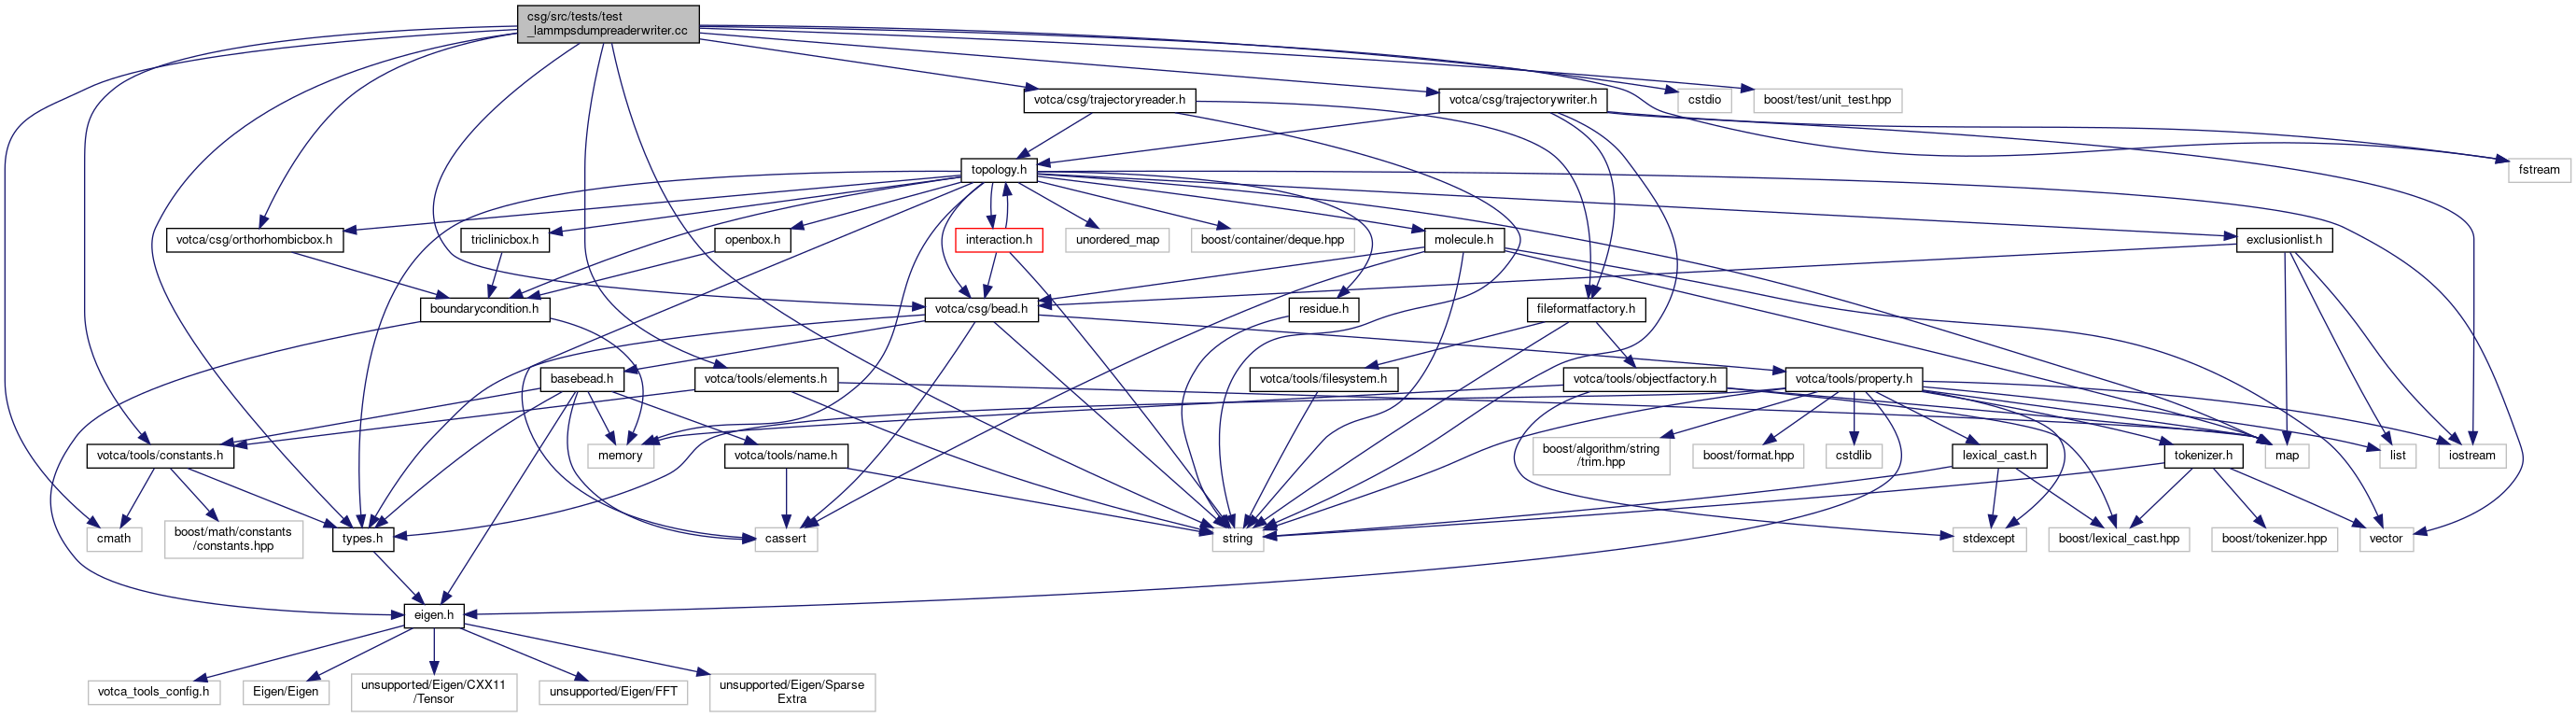 csg/src/tests/test
_lammpsdumpreaderwriter.cc
votca/csg/trajectoryreader.h
votca/csg/trajectorywriter.h
cstdio
boost/test/unit_test.hpp
topology.h
fstream
votca/csg/orthorhombicbox.h
triclinicbox.h
openbox.h
interaction.h
unordered_map
boost/container/deque.hpp
molecule.h
exclusionlist.h
boundarycondition.h
votca/csg/bead.h
residue.h
fileformatfactory.h
basebead.h
votca/tools/elements.h
votca/tools/filesystem.h
votca/tools/objectfactory.h
votca/tools/property.h
votca/tools/constants.h
memory
votca/tools/name.h
boost/algorithm/string
/trim.hpp
boost/format.hpp
cstdlib
lexical_cast.h
tokenizer.h
map
list
iostream
cmath
boost/math/constants
/constants.hpp
types.h
cassert
string
stdexcept
boost/lexical_cast.hpp
boost/tokenizer.hpp
vector
eigen.h
votca_tools_config.h
Eigen/Eigen
unsupported/Eigen/CXX11
/Tensor
unsupported/Eigen/FFT
unsupported/Eigen/Sparse
Extra